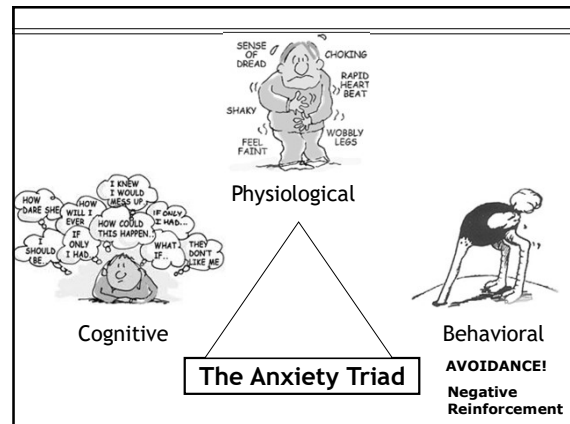 SENSE
OF
DREAD
CHOKING
RAPID
HEART
BEAT
SHAKY
FEEL
FAINT
WOBBLY
LEGS
Physiological
HOW
DARE SHE
HOW
WILL I
EVER
I KNEW
I WOULD
MESS UP
IF ONLY
I HAD...
I
SHOULD
BE..
IF
ONLY
I HAD..
HOW COULD
THIS HAPPEN..
WHAT
IF..
THEY
DON'T
LIKE ME
Cognitive
Behavioral
The Anxiety Triad
AVOIDANCE!
Negative
Reinforcement